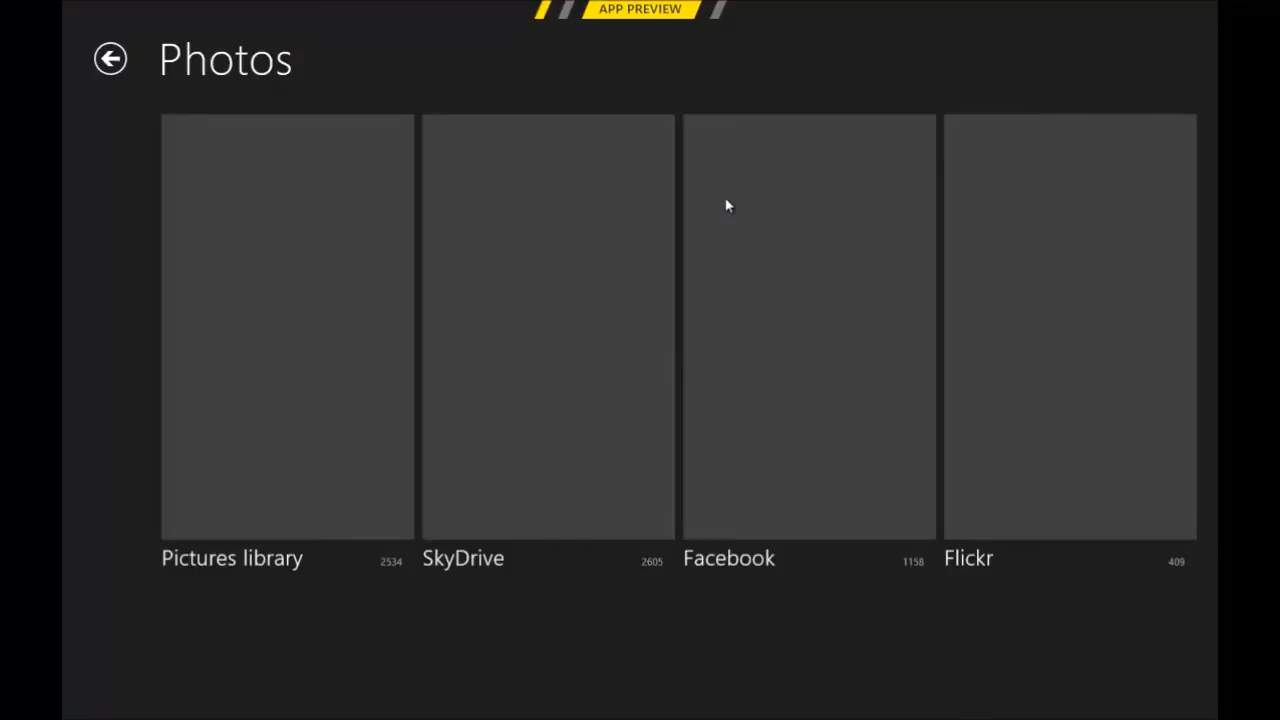 APP PREVIEW
Photos
Pictures library 2534
SkyDrive 2605
Facebook 1158
Flickr 409